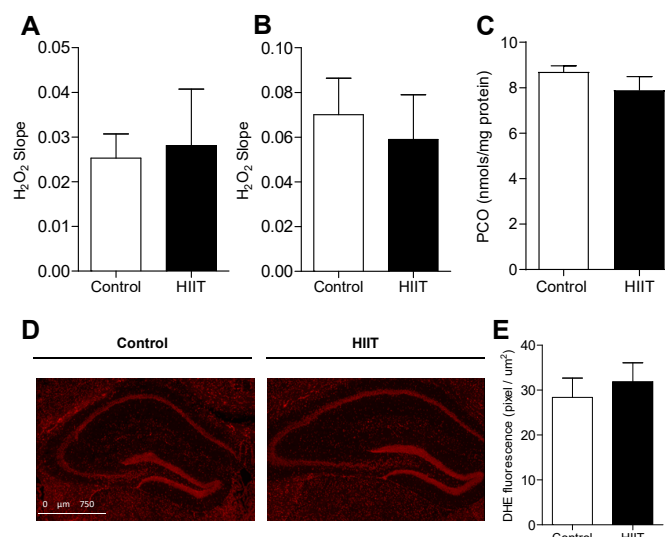 A
0.05
0.04
0.03
0.02
0.01
0.00
H₂O₂ Slope
Control
HIIT
B
0.10
0.08
0.06
0.04
0.02
0.00
H₂O₂ Slope
Control
HIIT
C
10
8
6
4
2
0
PCO (nmols/mg protein)
Control
HIIT
D
Control
HIIT
0 µm 750
E
40
30
20
10
0
DHE fluorescence (pixel / um²)
Control
HIIT